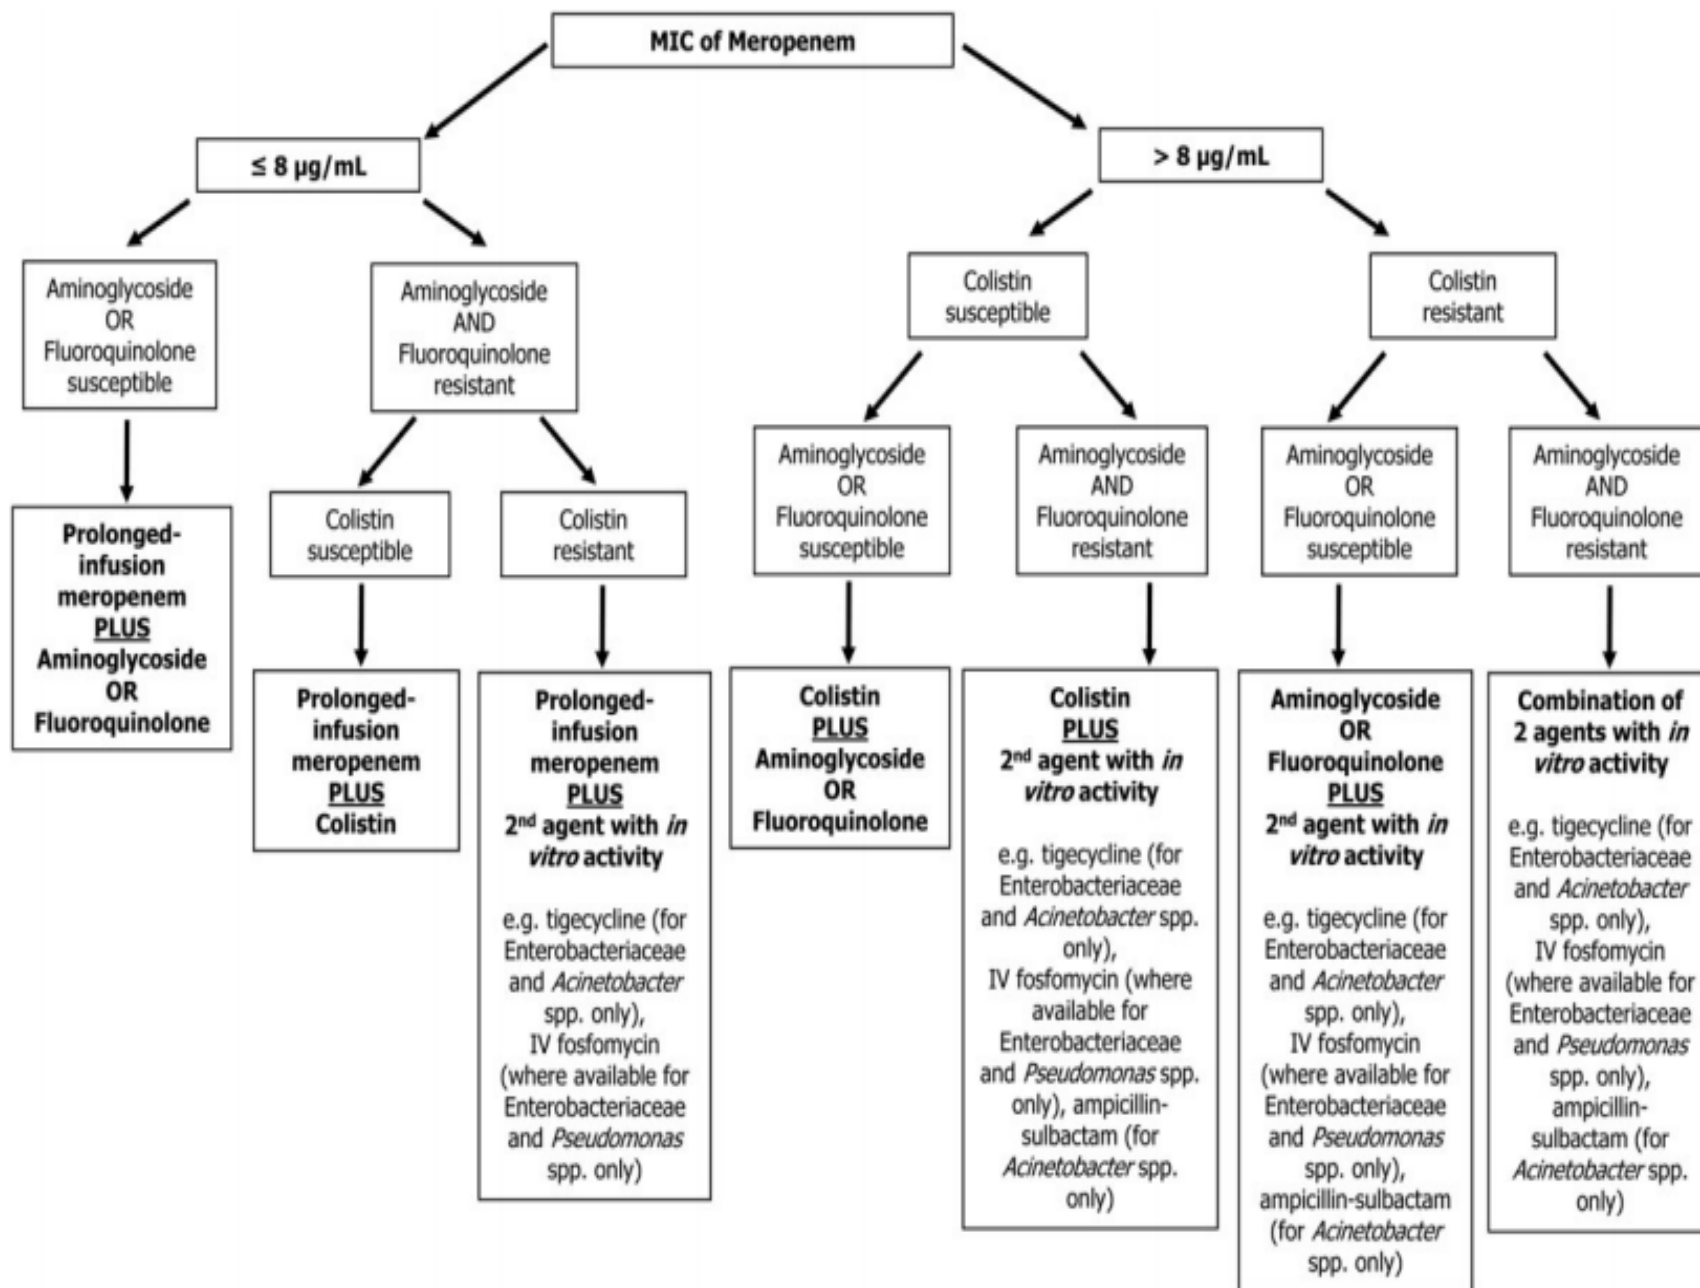 MIC of Meropenem
≤ 8 µg/mL
> 8 µg/mL
Aminoglycoside
OR
Fluoroquinolone
susceptible
Aminoglycoside
AND
Fluoroquinolone
resistant
Colistin
susceptible
Colistin
resistant
Prolonged-
infusion
meropenem
PLUS
Aminoglycoside
OR
Fluoroquinolone
Colistin
susceptible
Colistin
resistant
Aminoglycoside
OR
Fluoroquinolone
susceptible
Aminoglycoside
AND
Fluoroquinolone
resistant
Aminoglycoside
OR
Fluoroquinolone
susceptible
Aminoglycoside
AND
Fluoroquinolone
resistant
Prolonged-
infusion
meropenem
PLUS
Colistin
Prolonged-
infusion
meropenem
PLUS
2nd agent with in
vitro activity
e.g. tigecycline (for
Enterobacteriaceae
and Acinetobacter
spp. only),
IV fosfomycin
(where available for
Enterobacteriaceae
and Pseudomonas
spp. only)
Colistin
PLUS
Aminoglycoside
OR
Fluoroquinolone
Colistin
PLUS
2nd agent with in
vitro activity
e.g. tigecycline (for
Enterobacteriaceae
and Acinetobacter spp.
only),
IV fosfomycin (where
available for
Enterobacteriaceae
and Pseudomonas spp.
only), ampicillin-
sulbactam (for
Acinetobacter spp.
only)
Aminoglycoside
OR
Fluoroquinolone
PLUS
2nd agent with in
vitro activity
e.g. tigecycline (for
Enterobacteriaceae
and Acinetobacter
spp. only),
IV fosfomycin
(where available for
Enterobacteriaceae
and Pseudomonas
spp. only),
ampicillin-sulbactam
(for Acinetobacter
spp. only)
Combination of
2 agents with in
vitro activity
e.g. tigecycline (for
Enterobacteriaceae
and Acinetobacter
spp. only),
IV fosfomycin
(where available for
Enterobacteriaceae
and Pseudomonas
spp. only),
ampicillin-
sulbactam (for
Acinetobacter spp.
only)